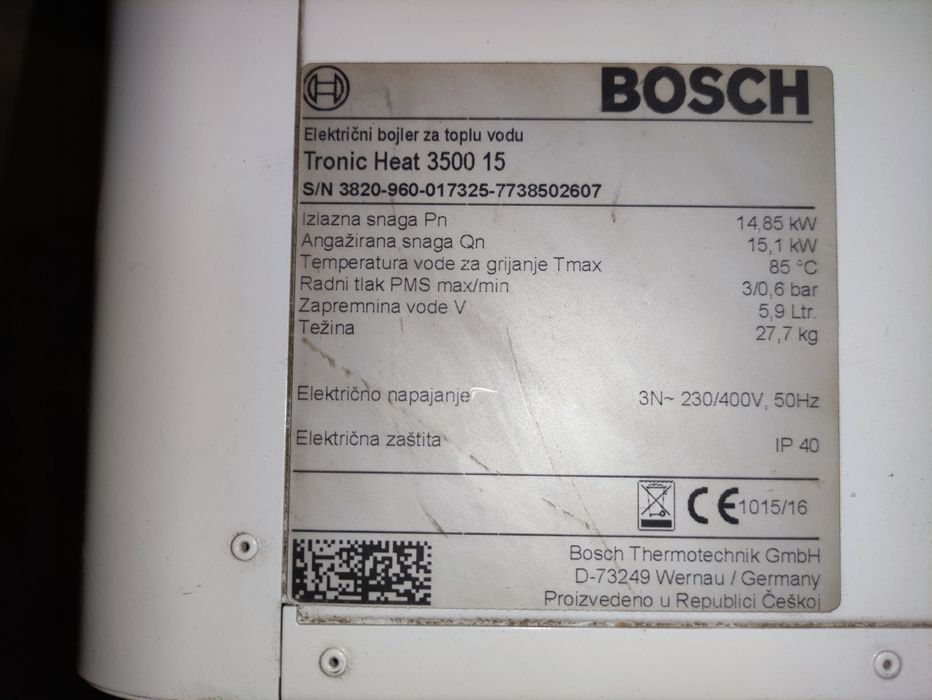 BOSCH
Električni bojler za toplu vodu
Tronic Heat 3500 15
S/N 3820-960-017325-7738502607
Izlazna snaga Pn 14,85 kW
Angažirana snaga Qn 15,1 kW
Temperatura vode za grijanje Tmax 85 °C
Radni tlak PMS max/min 3/0,6 bar
Zapremnina vode V 5,9 Ltr.
Težina 27,7 kg
Električno napajanje 3N~ 230/400V, 50Hz
Električna zaštita IP 40
CE 1015/16
Bosch Thermotechnik GmbH
D-73249 Wernau / Germany
Proizvedeno u Republici Češkoj